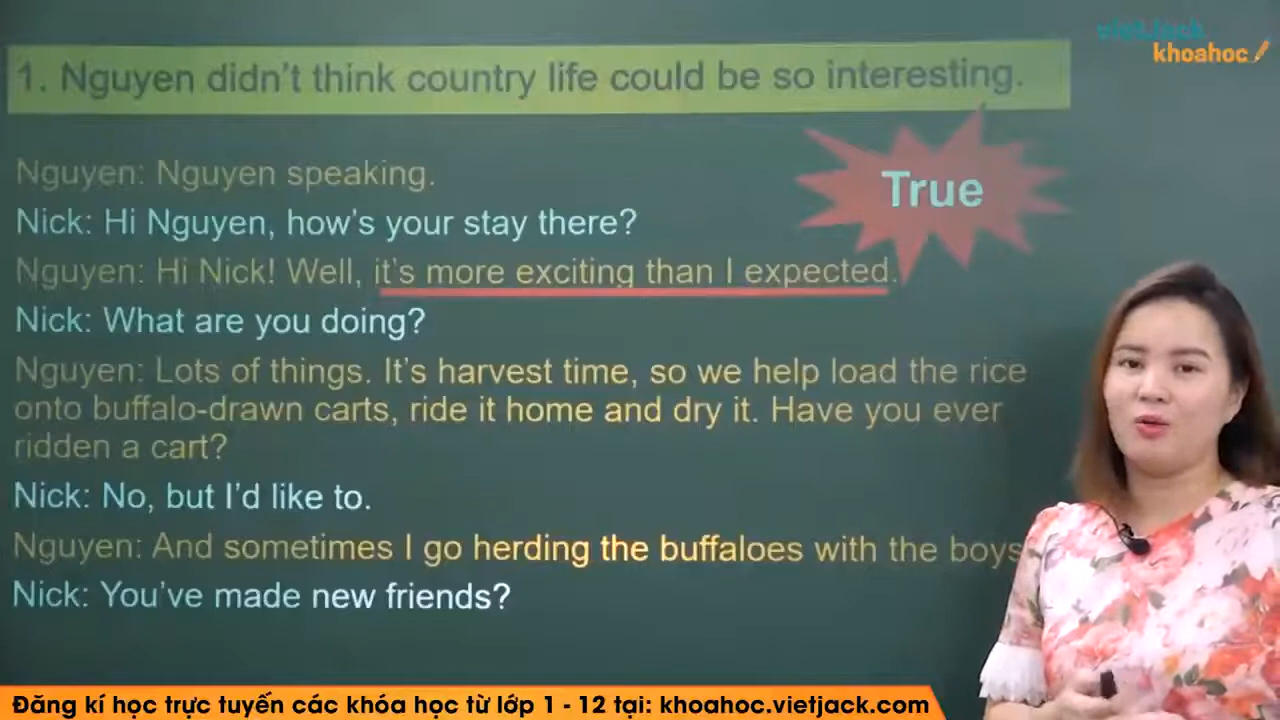 vietjack
khoahoc
1. Nguyen didn't think country life could be so interesting.
True
Nguyen: Nguyen speaking.
Nick: Hi Nguyen, how's your stay there?
Nguyen: Hi Nick! Well, it's more exciting than I expected.
Nick: What are you doing?
Nguyen: Lots of things. It's harvest time, so we help load the rice
onto buffalo-drawn carts, ride it home and dry it. Have you ever
ridden a cart?
Nick: No, but I'd like to.
Nguyen: And sometimes I go herding the buffaloes with the boys
Nick: You've made new friends?
Đăng kí học trực tuyến các khóa học từ lớp 1 - 12 tại: khoahoc.vietjack.com